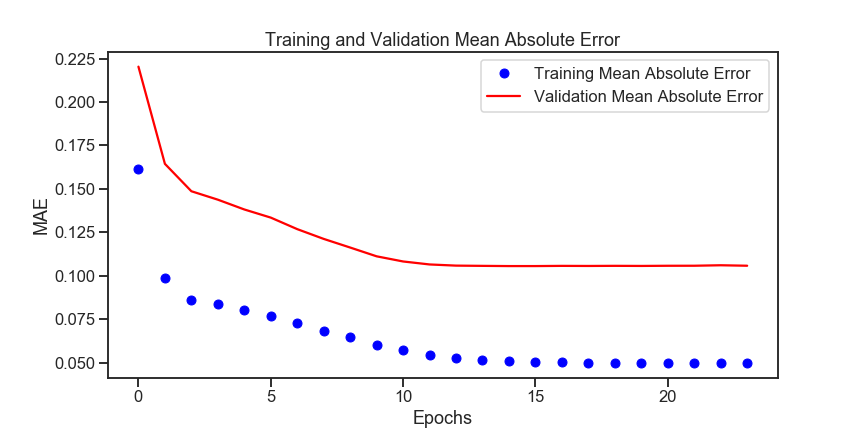 Training and Validation Mean Absolute Error
Training Mean Absolute Error
Validation Mean Absolute Error
MAE
0.225
0.200
0.175
0.150
0.125
0.100
0.075
0.050
0 5 10 15 20
Epochs